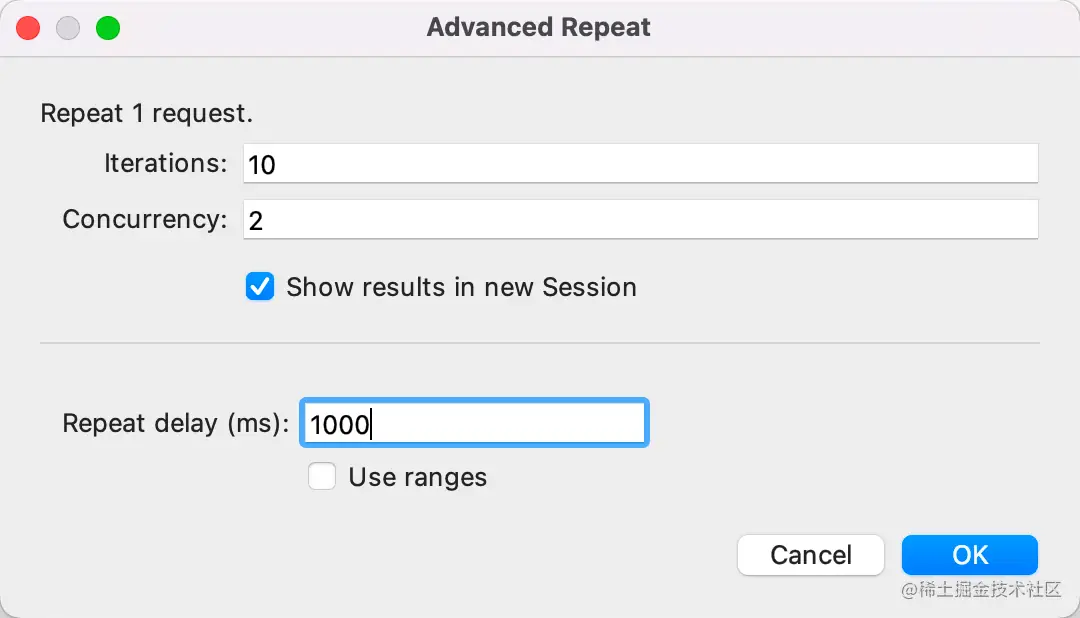 Advanced Repeat
Repeat 1 request.
Iterations: 10
Concurrency: 2
Show results in new Session
Repeat delay (ms): 1000
Use ranges
Cancel OK
@稀土掘金技术社区